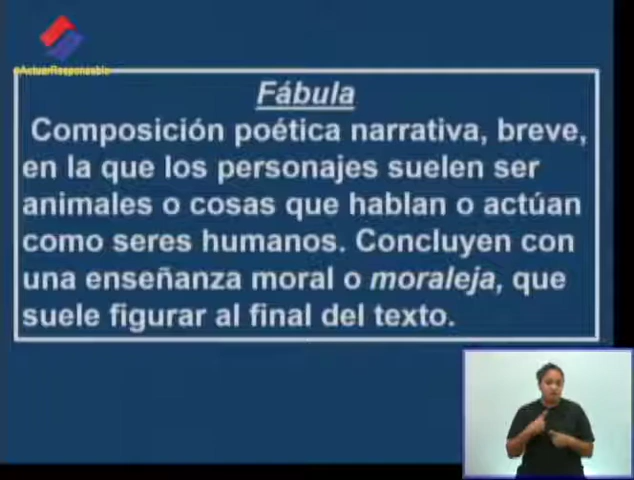 #ActuarResponsable
Fábula
Composición poética narrativa, breve,
en la que los personajes suelen ser
animales o cosas que hablan o actúan
como seres humanos. Concluyen con
una enseñanza moral o moraleja, que
suele figurar al final del texto.